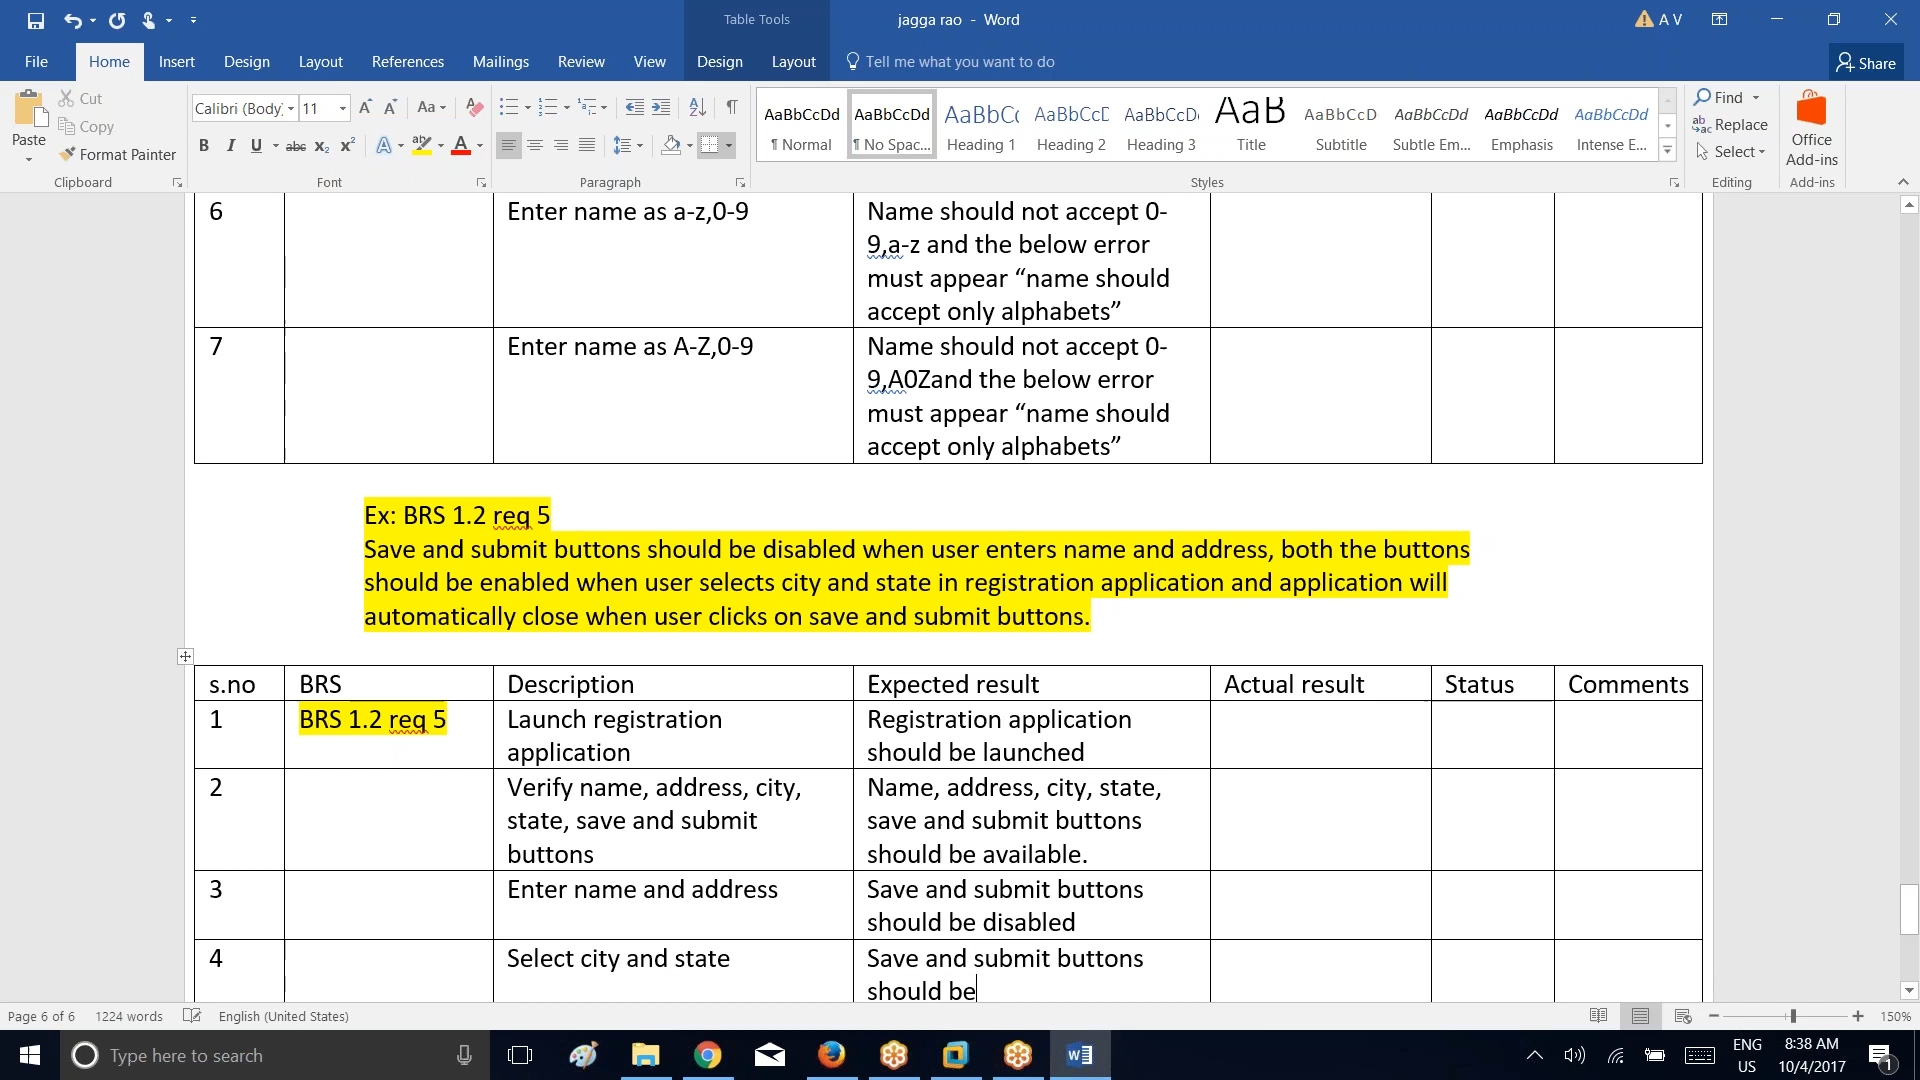 Table Tools
jagga rao - Word
A V
File
Home
Insert
Design
Layout
References
Mailings
Review
View
Design
Layout
Tell me what you want to do
Share
Paste
Cut
Copy
Format Painter
Clipboard
Calibri (Body)
11
Aa
B I U abc X₂ X²
A
A
Font
Paragraph
AaBbCcDd
¶ Normal
AaBbCcDd
¶ No Spac...
AaBbCc
Heading 1
AaBbCcD
Heading 2
AaBbCcDd
Heading 3
AaB
Title
AaBbCcD
Subtitle
AaBbCcDd
Subtle Em...
AaBbCcDd
Emphasis
AaBbCcDd
Intense E...
Styles
Find
Replace
Select
Editing
Office
Add-ins
Add-ins
6
Enter name as a-z,0-9
Name should not accept 0-
9,a-z and the below error
must appear “name should
accept only alphabets”
7
Enter name as A-Z,0-9
Name should not accept 0-
9,A0Zand the below error
must appear “name should
accept only alphabets”
Ex: BRS 1.2 req 5
Save and submit buttons should be disabled when user enters name and address, both the buttons
should be enabled when user selects city and state in registration application and application will
automatically close when user clicks on save and submit buttons.
s.no
BRS
Description
Expected result
Actual result
Status
Comments
1
BRS 1.2 req 5
Launch registration
application
Registration application
should be launched
2
Verify name, address, city,
state, save and submit
buttons
Name, address, city, state,
save and submit buttons
should be available.
3
Enter name and address
Save and submit buttons
should be disabled
4
Select city and state
Save and submit buttons
should be
Page 6 of 6
1224 words
English (United States)
150%
Type here to search
ENG
US
8:38 AM
10/4/2017
1